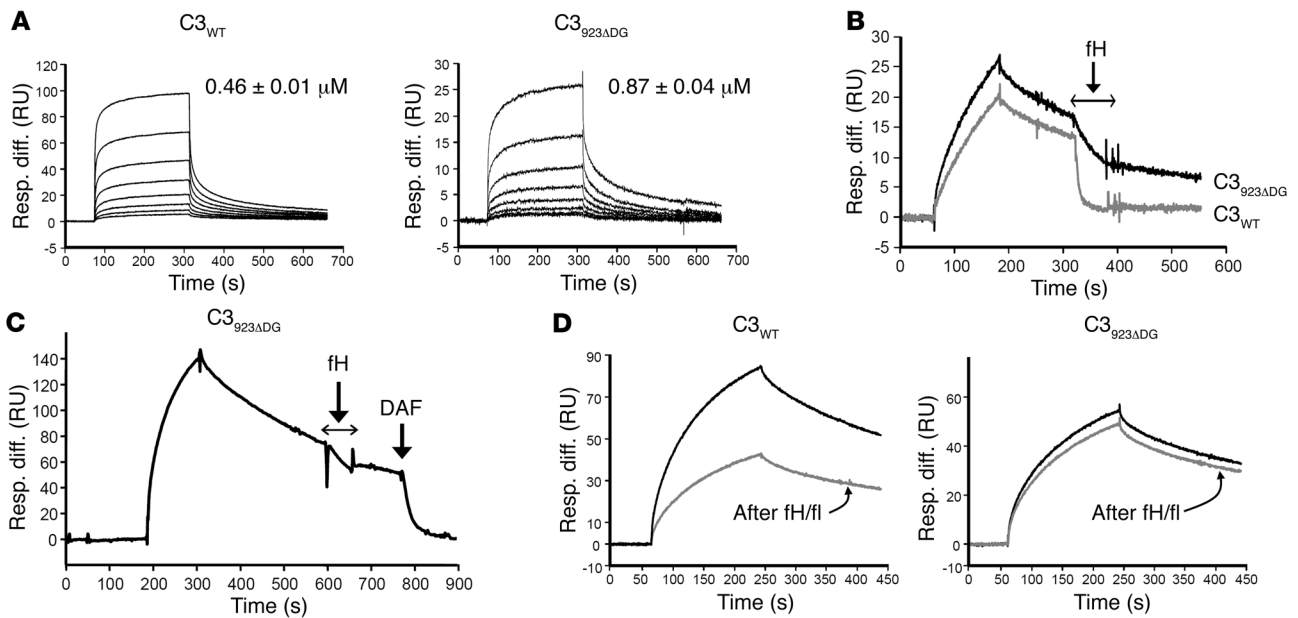 A
C3WT
0.46 ± 0.01 μM
Resp. diff. (RU)
120
100
80
60
40
20
0
-5
0 100 200 300 400 500 600 700
Time (s)
C3923ΔDG
0.87 ± 0.04 μM
Resp. diff. (RU)
30
25
20
15
10
5
0
-5
0 100 200 300 400 500 600 700
Time (s)
B
fH
Resp. diff. (RU)
30
25
20
15
10
5
0
-5
C3923ΔDG
C3WT
0 100 200 300 400 500 600
Time (s)
C
C3923ΔDG
fH
DAF
Resp. diff. (RU)
140
120
100
80
60
40
20
0
0 100 200 300 400 500 600 700 800 900
Time (s)
D
C3WT
Resp. diff. (RU)
90
70
50
30
10
0
-10
After fH/fI
0 50 100 150 200 250 300 350 400 450
Time (s)
C3923ΔDG
Resp. diff. (RU)
60
40
20
0
-10
After fH/fI
0 50 100 150 200 250 300 350 400 450
Time (s)